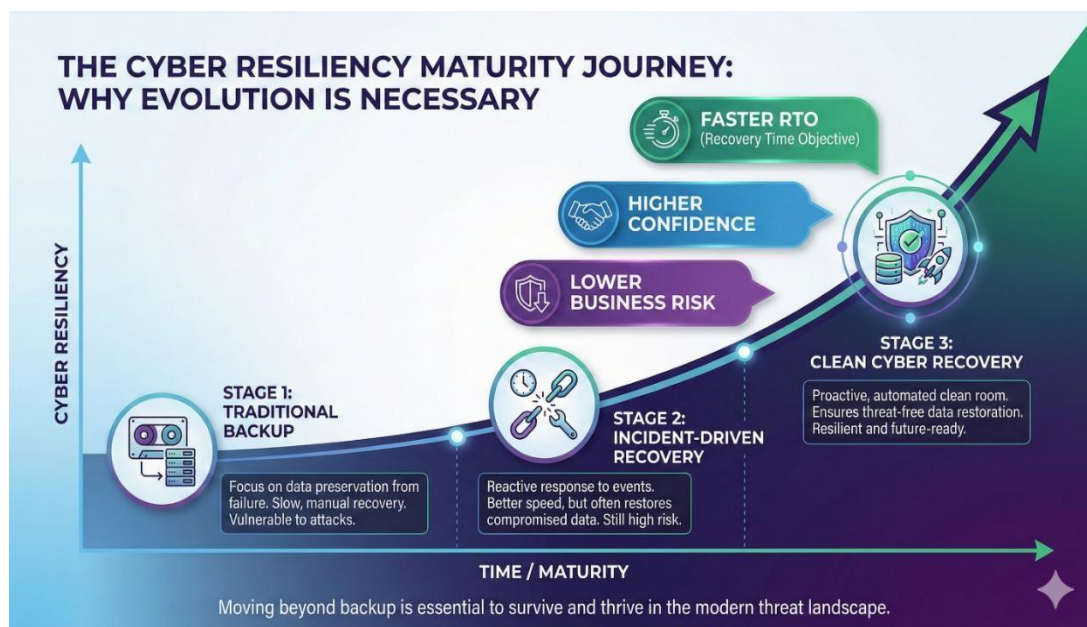 THE CYBER RESILIENCY MATURITY JOURNEY:
WHY EVOLUTION IS NECESSARY
FASTER RTO
(Recovery Time Objective)
HIGHER
CONFIDENCE
LOWER
BUSINESS RISK
CYBER RESILIENCY
STAGE 1:
TRADITIONAL
BACKUP
Focus on data preservation from
failure. Slow, manual recovery.
Vulnerable to attacks.
STAGE 2:
INCIDENT-DRIVEN
RECOVERY
Reactive response to events.
Better speed, but often restores
compromised data. Still high risk.
STAGE 3:
CLEAN CYBER RECOVERY
Proactive, automated clean room.
Ensures threat-free data restoration.
Resilient and future-ready.
TIME / MATURITY
Moving beyond backup is essential to survive and thrive in the modern threat landscape.